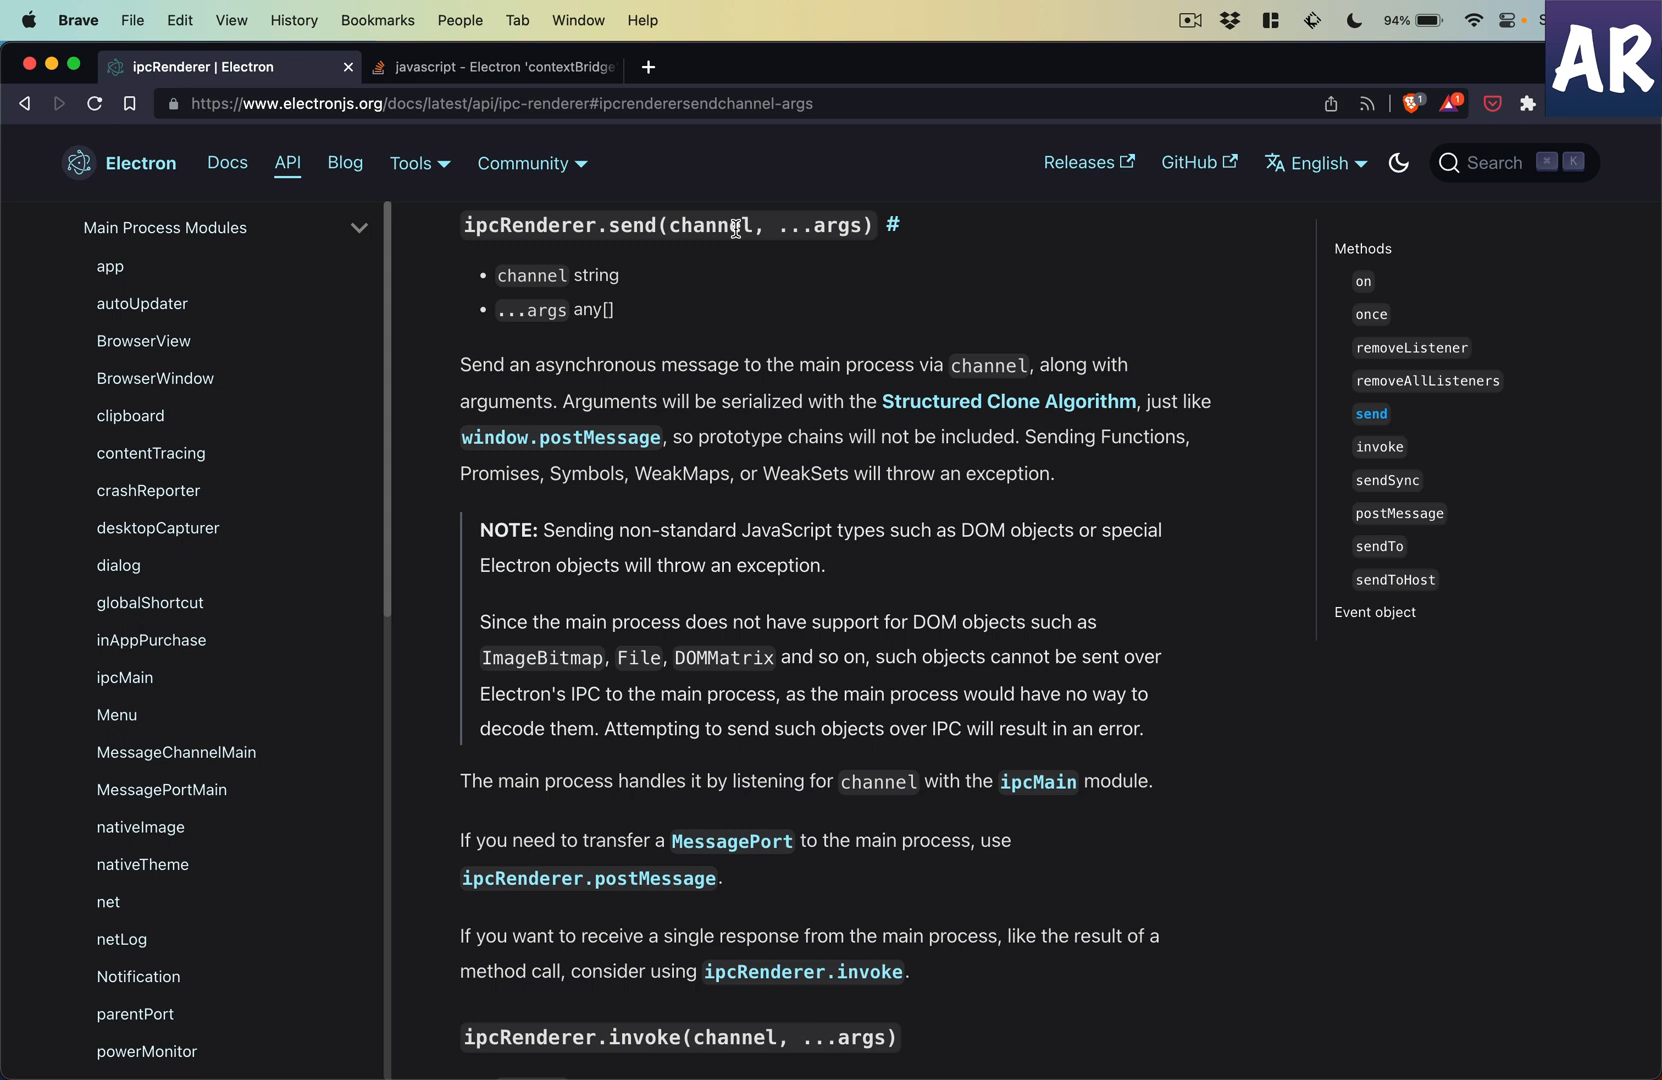 Brave File Edit View History Bookmarks People Tab Window Help 94%
AR
ipcRenderer | Electron javascript - Electron 'contextBridge'
https://www.electronjs.org/docs/latest/api/ipc-renderer#ipcrenderersendchannel-args 1 1
Electron Docs API Blog Tools Community Releases GitHub English Search ⌘ K
Main Process Modules
app
autoUpdater
BrowserView
BrowserWindow
clipboard
contentTracing
crashReporter
desktopCapturer
dialog
globalShortcut
inAppPurchase
ipcMain
Menu
MessageChannelMain
MessagePortMain
nativeImage
nativeTheme
net
netLog
Notification
parentPort
powerMonitor
ipcRenderer.send(channel, ...args) #
• channel string
• ...args any[]
Send an asynchronous message to the main process via channel, along with
arguments. Arguments will be serialized with the Structured Clone Algorithm, just like
window.postMessage, so prototype chains will not be included. Sending Functions,
Promises, Symbols, WeakMaps, or WeakSets will throw an exception.
NOTE: Sending non-standard JavaScript types such as DOM objects or special
Electron objects will throw an exception.
Since the main process does not have support for DOM objects such as
ImageBitmap, File, DOMMatrix and so on, such objects cannot be sent over
Electron's IPC to the main process, as the main process would have no way to
decode them. Attempting to send such objects over IPC will result in an error.
The main process handles it by listening for channel with the ipcMain module.
If you need to transfer a MessagePort to the main process, use
ipcRenderer.postMessage.
If you want to receive a single response from the main process, like the result of a
method call, consider using ipcRenderer.invoke.
ipcRenderer.invoke(channel, ...args)
Methods
on
once
removeListener
removeAllListeners
send
invoke
sendSync
postMessage
sendTo
sendToHost
Event object